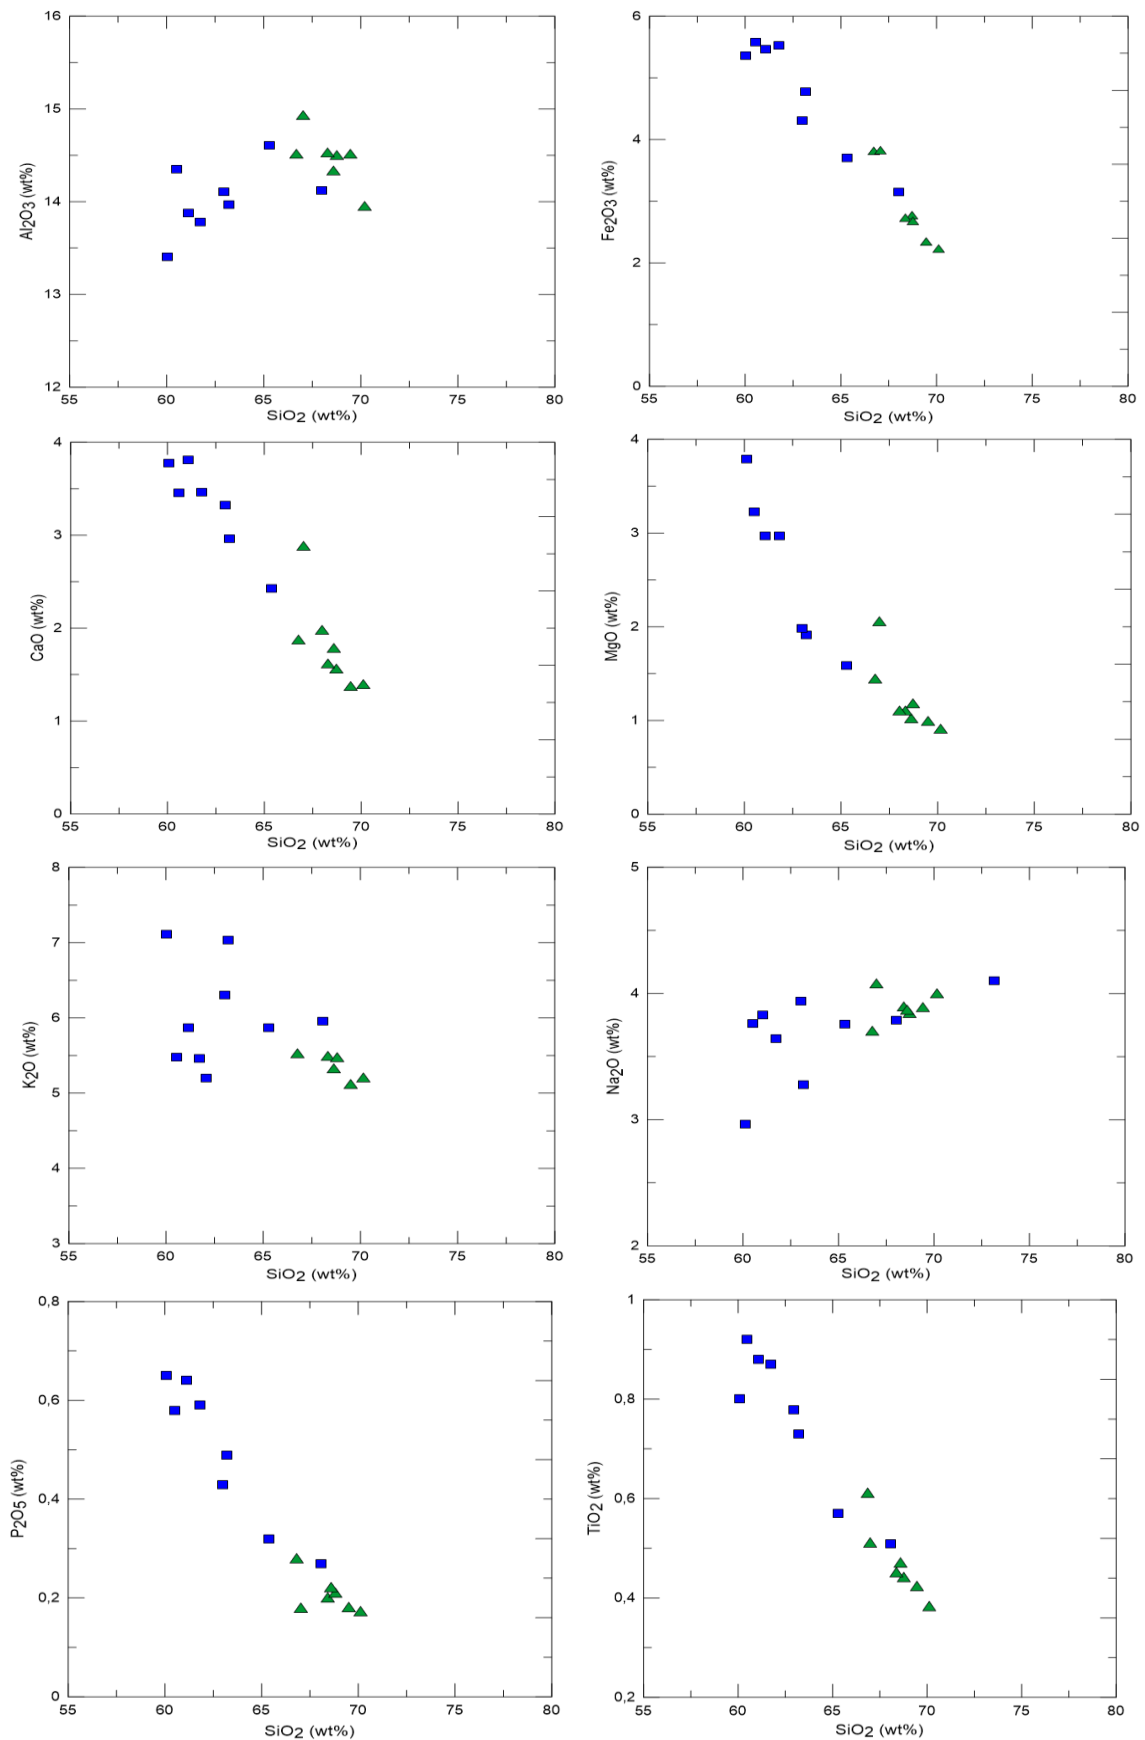 16
15
14
13
12
Al2O3 (wt%)
55 60 65 70 75 80
SiO2 (wt%)
6
4
2
0
Fe2O3 (wt%)
55 60 65 70 75 80
SiO2 (wt%)
4
3
2
1
0
CaO (wt%)
55 60 65 70 75 80
SiO2 (wt%)
4
3
2
1
0
MgO (wt%)
55 60 65 70 75 80
SiO2 (wt%)
8
7
6
5
4
3
K2O (wt%)
55 60 65 70 75 80
SiO2 (wt%)
5
4
3
2
Na2O (wt%)
55 60 65 70 75 80
SiO2 (wt%)
0,8
0,6
0,4
0,2
0
P2O5 (wt%)
55 60 65 70 75 80
SiO2 (wt%)
1
0,8
0,6
0,4
0,2
TiO2 (wt%)
55 60 65 70 75 80
SiO2 (wt%)